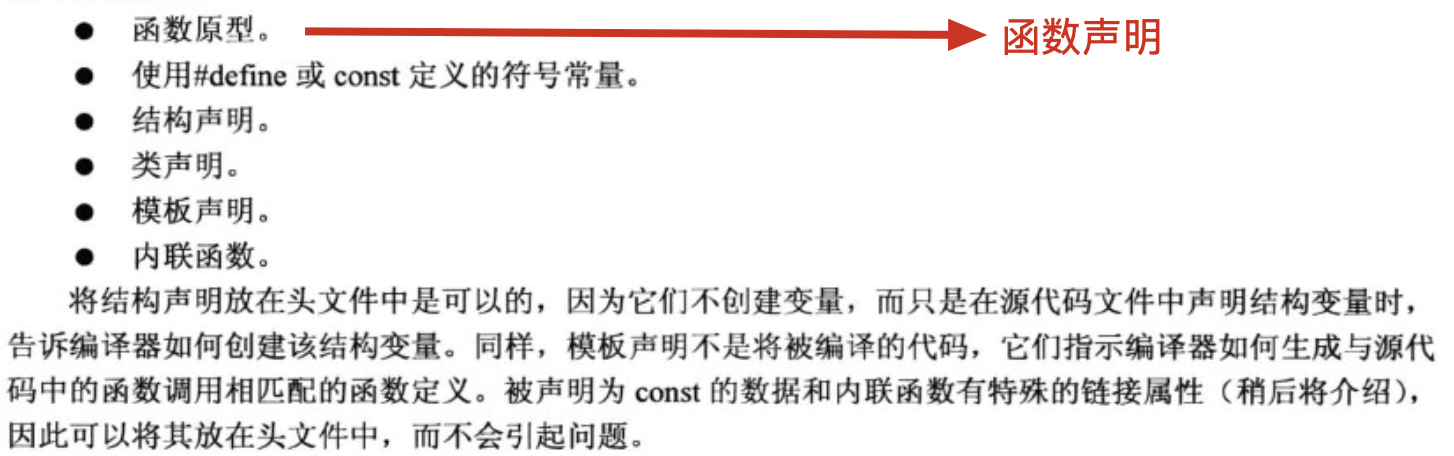 ● 函数原型。 函数声明
● 使用#define 或 const 定义的符号常量。
● 结构声明。
● 类声明。
● 模板声明。
● 内联函数。
将结构声明放在头文件中是可以的，因为它们不创建变量，而只是在源代码文件中声明结构变量时，
告诉编译器如何创建该结构变量。同样，模板声明不是将被编译的代码，它们指示编译器如何生成与源代
码中的函数调用相匹配的函数定义。被声明为 const 的数据和内联函数有特殊的链接属性（稍后将介绍），
因此可以将其放在头文件中，而不会引起问题。